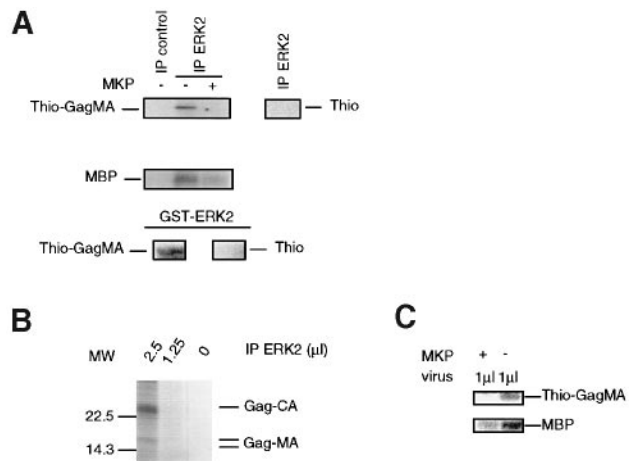 A
IP control
IP ERK2
IP ERK2
MKP - - +
Thio-GagMA Thio
MBP
GST-ERK2
Thio-GagMA Thio
B
MW 2.5 1.25 0 IP ERK2 (µl)
Gag-CA
22.5
Gag-MA
14.3
C
MKP + -
virus 1µl 1µl
Thio-GagMA
MBP